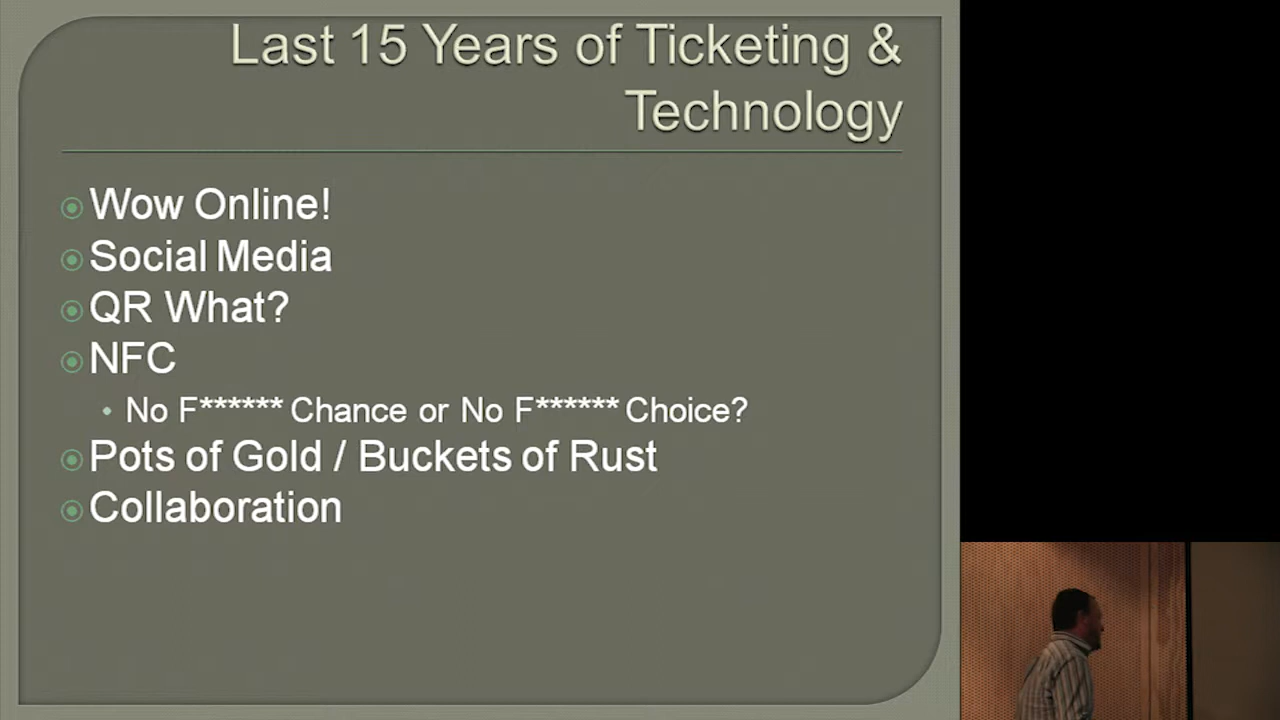 Last 15 Years of Ticketing &
Technology
Wow Online!
Social Media
QR What?
NFC
No F****** Chance or No F****** Choice?
Pots of Gold / Buckets of Rust
Collaboration